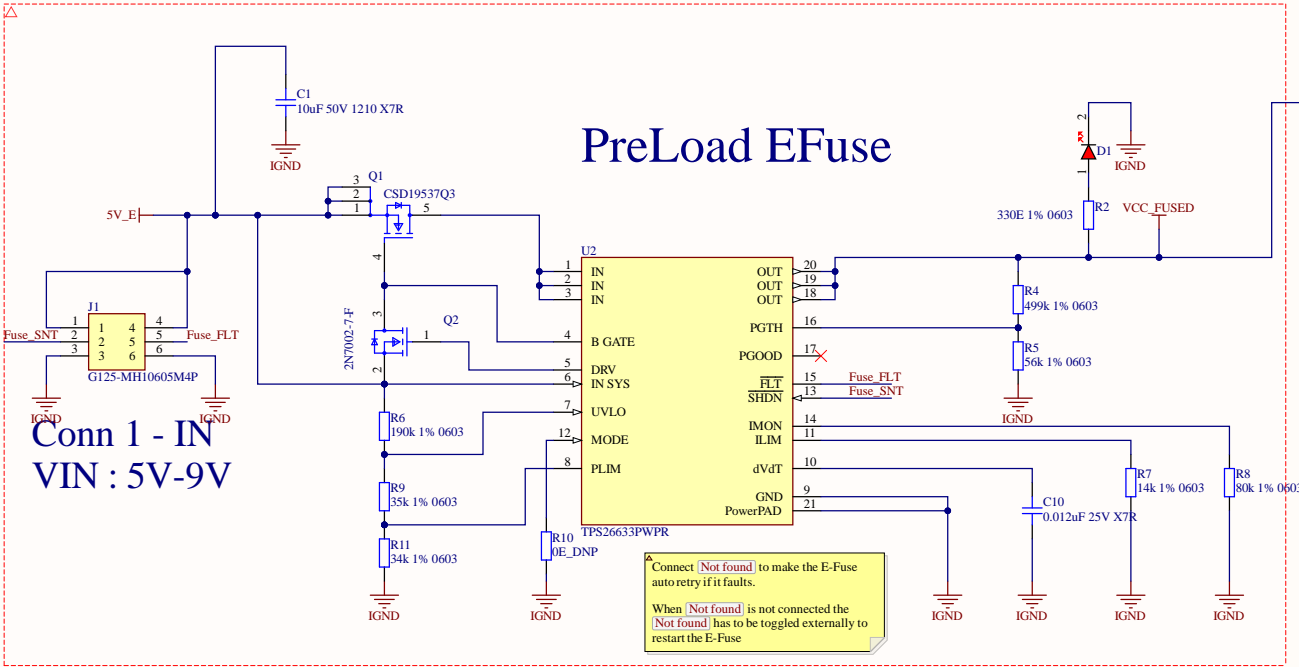 PreLoad EFuse
C1
10uF 50V 1210 X7R
IGND
5V_E
Q1
CSD19537Q3
3
2
1
5
4
J1
1
2
3
1
2
3
4
5
6
4
5
6
Fuse_SNT
Fuse_FLT
G125-MH10605M4P
IGND
IGND
Conn 1 - IN
VIN : 5V-9V
2N7002-7-F
3
Q2
1
2
R6
190k 1% 0603
R9
35k 1% 0603
R11
34k 1% 0603
IGND
R10
0E_DNP
IGND
U2
1
IN
2
IN
3
IN
4
B GATE
5
DRV
6
IN SYS
7
UVLO
12
MODE
8
PLIM
OUT
20
OUT
19
OUT
18
PGTH
16
PGOOD
17
FLT
15
Fuse_FLT
SHDN
13
Fuse_SNT
IMON
14
ILIM
11
dVdT
10
GND
9
PowerPAD
21
TPS26633PWPR
2
D1
1
IGND
330E 1% 0603
R2
VCC_FUSED
R4
499k 1% 0603
R5
56k 1% 0603
IGND
R7
14k 1% 0603
R8
80k 1% 0603
C10
0.012uF 25V X7R
IGND
IGND
IGND
IGND
Connect Not found to make the E-Fuse
auto retry if it faults.
When Not found is not connected the
Not found has to be toggled externally to
restart the E-Fuse